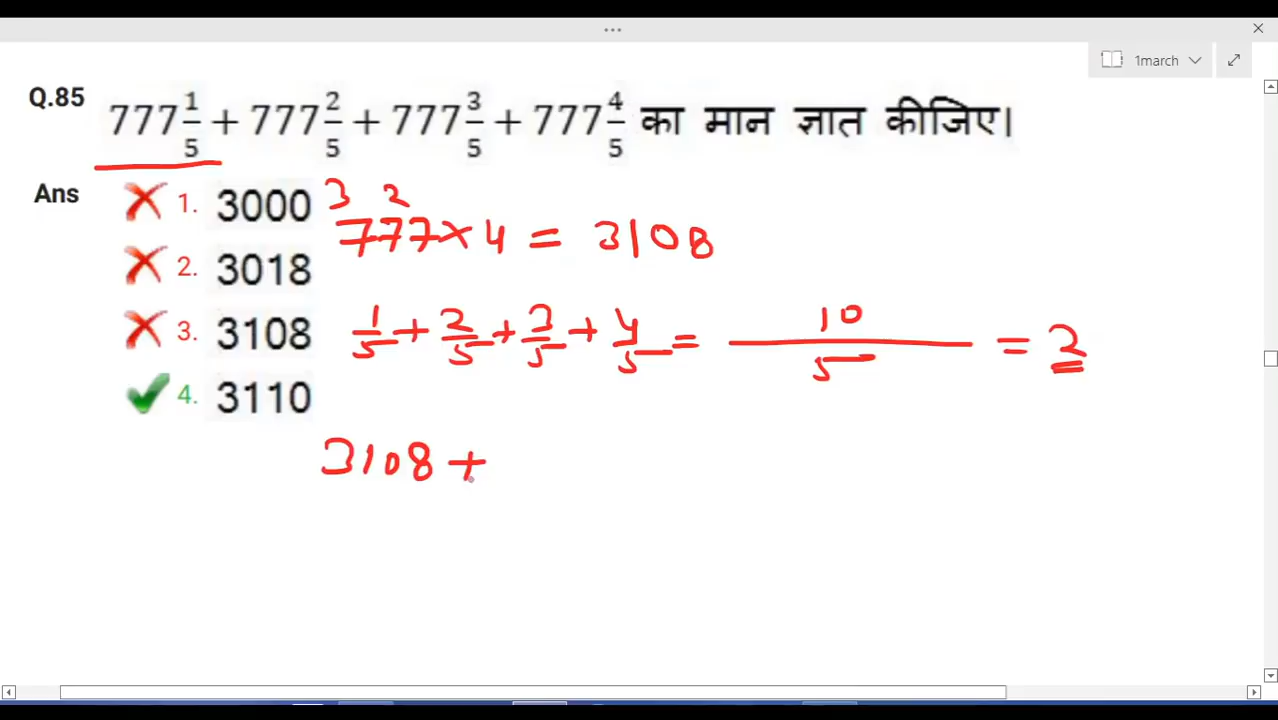 1march
Q.85 777 1/5 + 777 2/5 + 777 3/5 + 777 4/5 का मान ज्ञात कीजिए।
Ans
1. 3000
3 2
777 × 4 = 3108
2. 3018
3. 3108
1/5 + 2/5 + 3/5 + 4/5 = 10/5 = 2
4. 3110
3108 +